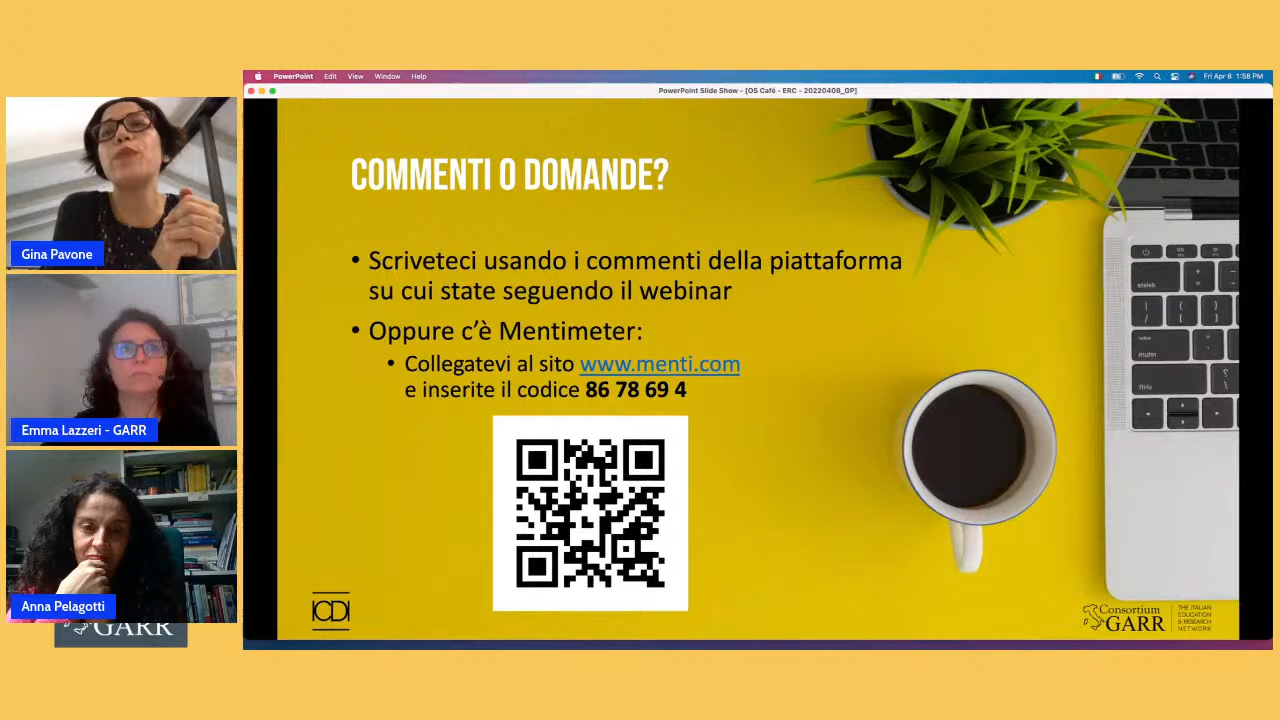 PowerPoint Edit View Window Help
Fri Apr 8 1:58 PM
PowerPoint Slide Show - [OS Café - ERC - 20220408_GP]
COMMENTI O DOMANDE?
• Scriveteci usando i commenti della piattaforma
su cui state seguendo il webinar
• Oppure c’è Mentimeter:
• Collegatevi al sito www.menti.com
e inserite il codice 86 78 69 4
ICDI
Consortium
GARR
THE ITALIAN
EDUCATION
& RESEARCH
NETWORK
Gina Pavone
Emma Lazzeri - GARR
Anna Pelagotti
GARR